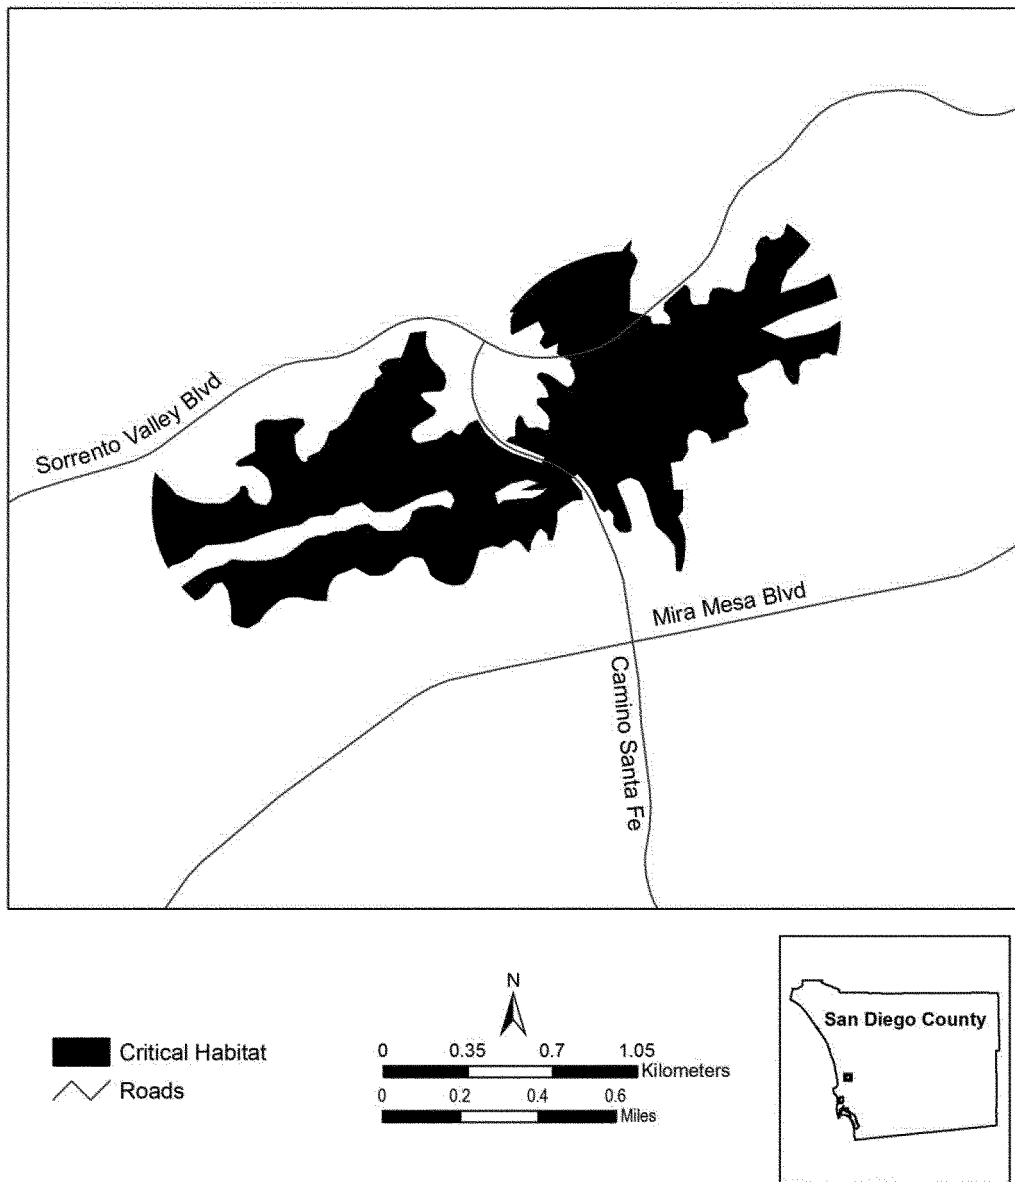 Sorrento Valley Blvd
Mira Mesa Blvd
Camino Santa Fe
Critical Habitat
Roads
N
0 0.35 0.7 1.05
Kilometers
0 0.2 0.4 0.6
Miles
San Diego County